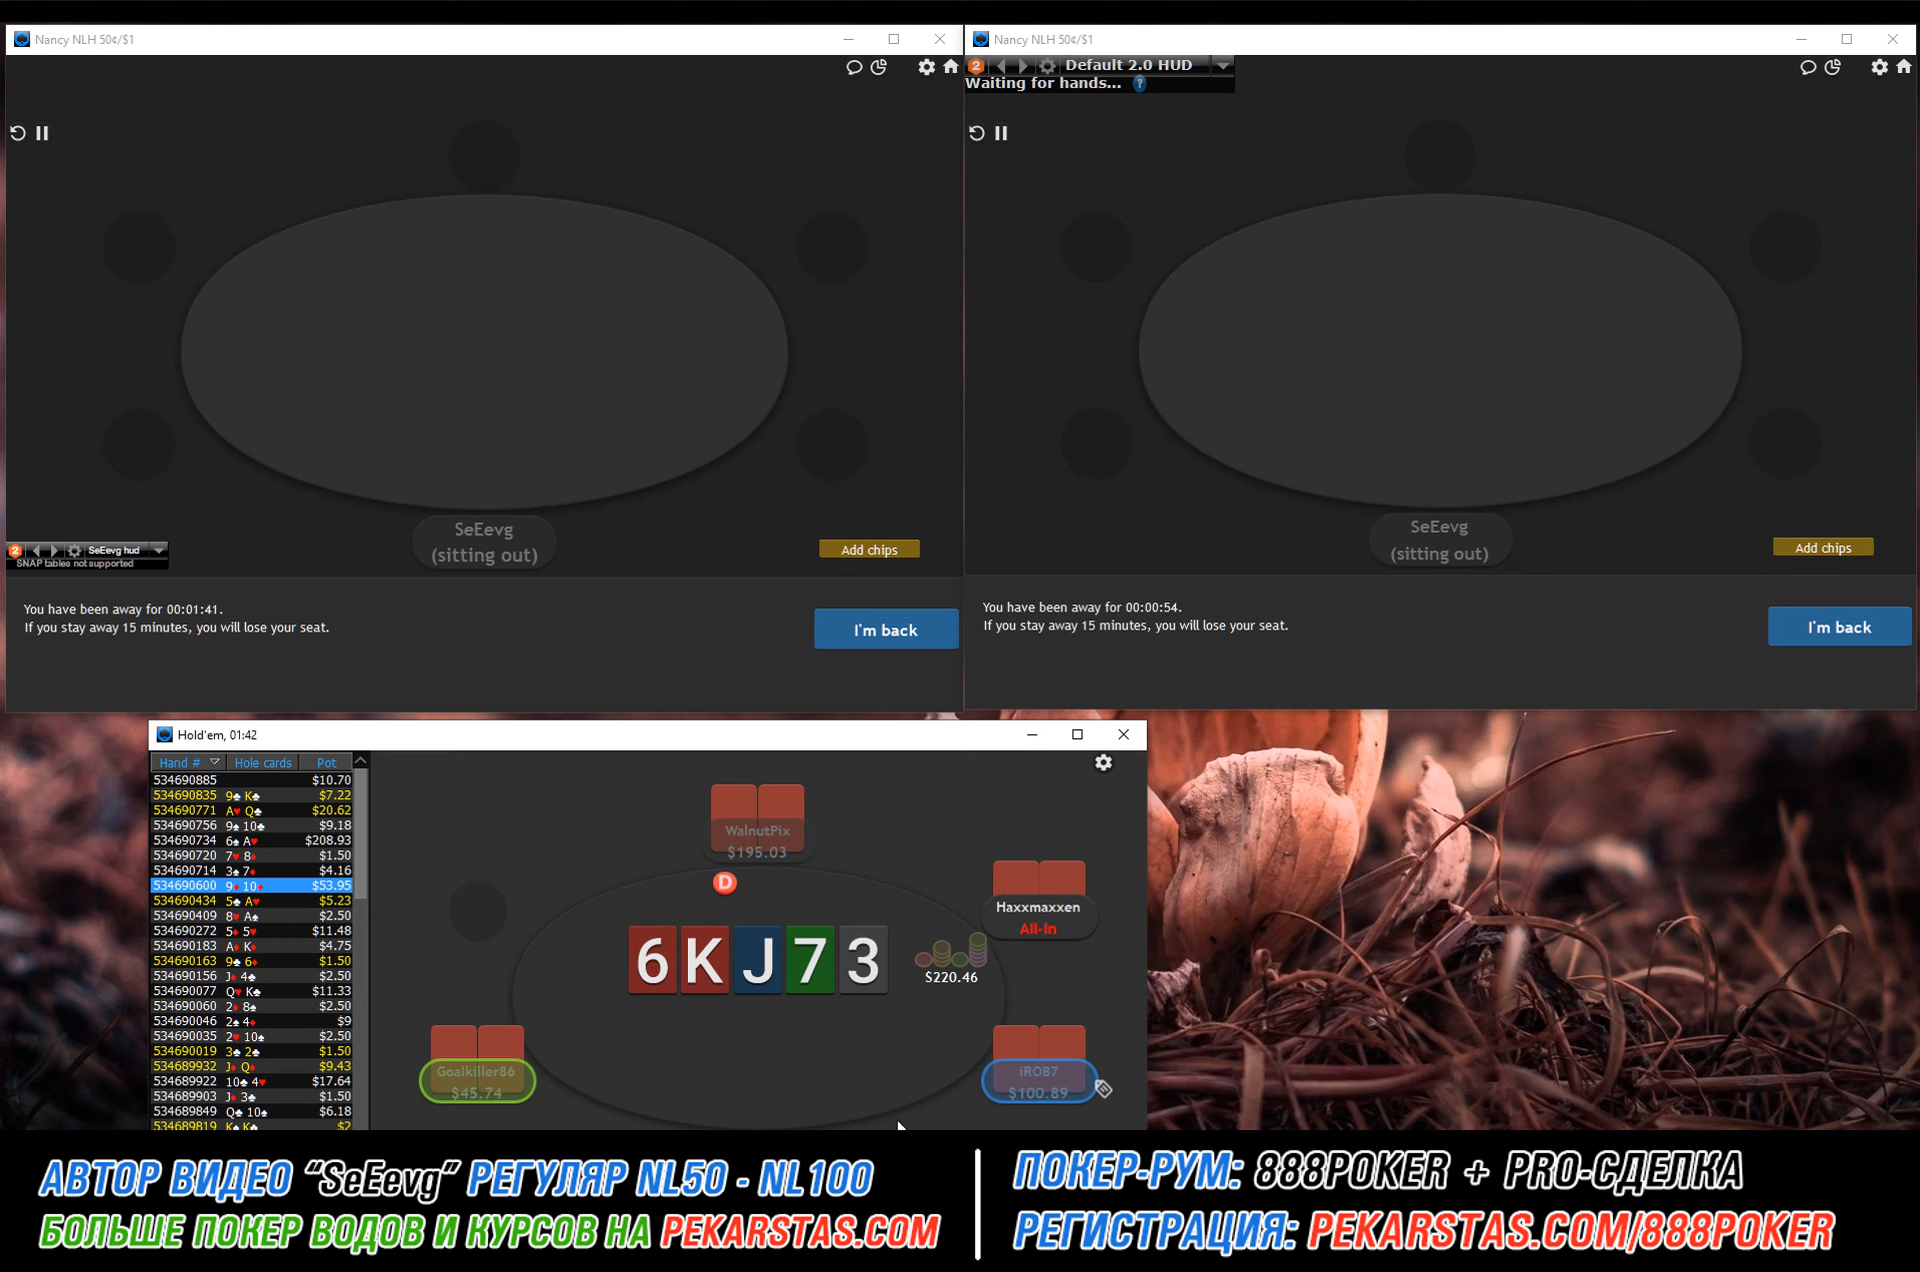 Nancy NLH 50¢/$1
SeEevg
(sitting out)
Add chips
2 SeEevg hud
SNAP tables not supported
You have been away for 00:01:41.
If you stay away 15 minutes, you will lose your seat.
I'm back
Nancy NLH 50¢/$1
2 Default 2.0 HUD
Waiting for hands... ?
SeEevg
(sitting out)
Add chips
You have been away for 00:00:54.
If you stay away 15 minutes, you will lose your seat.
I'm back
Hold'em, 01:42
Hand # Hole cards Pot
534690885 $10.70
534690835 9♠ K♣ $7.22
534690771 A♥ Q♣ $20.62
534690756 9♠ 10♣ $9.18
534690734 6♠ A♥ $208.93
534690720 7♥ 8♦ $1.50
534690714 3♠ 7♦ $4.16
534690600 9♦ 10♦ $53.95
534690434 5♣ A♥ $5.23
534690409 8♥ A♠ $2.50
534690272 5♦ 5♥ $11.48
534690183 A♦ K♦ $4.75
534690163 9♣ 6♦ $1.50
534690156 J♦ 4♣ $2.50
534690077 Q♥ K♣ $11.33
534690060 2♦ 8♠ $2.50
534690046 2♠ 4♦ $9
534690035 2♥ 10♠ $2.50
534690019 3♣ 2♣ $1.50
534689932 J♦ Q♦ $9.43
534689922 10♣ 4♥ $17.64
534689903 J♦ 3♣ $1.50
534689849 Q♣ 10♠ $6.18
534689819 K♠ K♣ $2
WalnutPix
$195.03
D
Haxxmaxxen
All-In
6 K J 7 3
$220.46
Goalkiller86
$45.74
iROB7
$100.89
АВТОР ВИДЕО “SeEevg” РЕГУЛЯР NL50 - NL100
БОЛЬШЕ ПОКЕР ВОДОВ И КУРСОВ НА PEKARSTAS.COM
ПОКЕР-РУМ: 888POKER + PRO-СДЕЛКА
РЕГИСТРАЦИЯ: PEKARSTAS.COM/888POKER